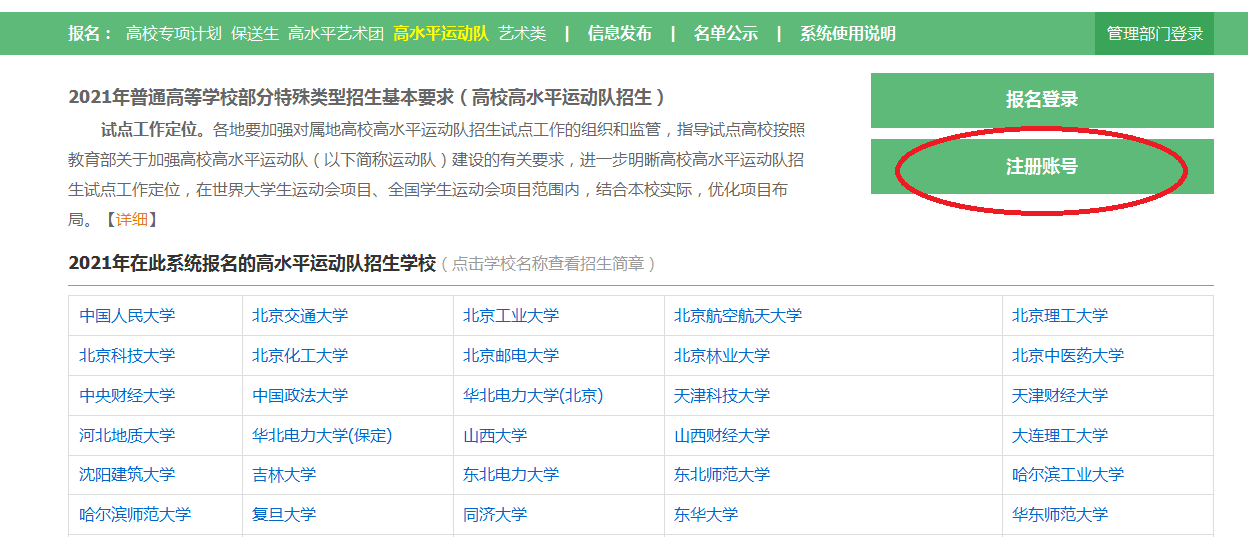 报名： 高校专项计划 保送生 高水平艺术团 高水平运动队 艺术类 | 信息发布 | 名单公示 | 系统使用说明 管理部门登录
2021年普通高等学校部分特殊类型招生基本要求（高校高水平运动队招生）
试点工作定位。各地要加强对属地高校高水平运动队招生试点工作的组织和监管，指导试点高校按照
教育部关于加强高校高水平运动队（以下简称运动队）建设的有关要求，进一步明晰高校高水平运动队招
生试点工作定位，在世界大学生运动会项目、全国学生运动会项目范围内，结合本校实际，优化项目布
局。【详细】
报名登录
注册账号
2021年在此系统报名的高水平运动队招生学校（点击学校名称查看招生简章）
中国人民大学 北京交通大学 北京工业大学 北京航空航天大学 北京理工大学
北京科技大学 北京化工大学 北京邮电大学 北京林业大学 北京中医药大学
中央财经大学 中国政法大学 华北电力大学(北京) 天津科技大学 天津财经大学
河北地质大学 华北电力大学(保定) 山西大学 山西财经大学 大连理工大学
沈阳建筑大学 吉林大学 东北电力大学 东北师范大学 哈尔滨工业大学
哈尔滨师范大学 复旦大学 同济大学 东华大学 华东师范大学